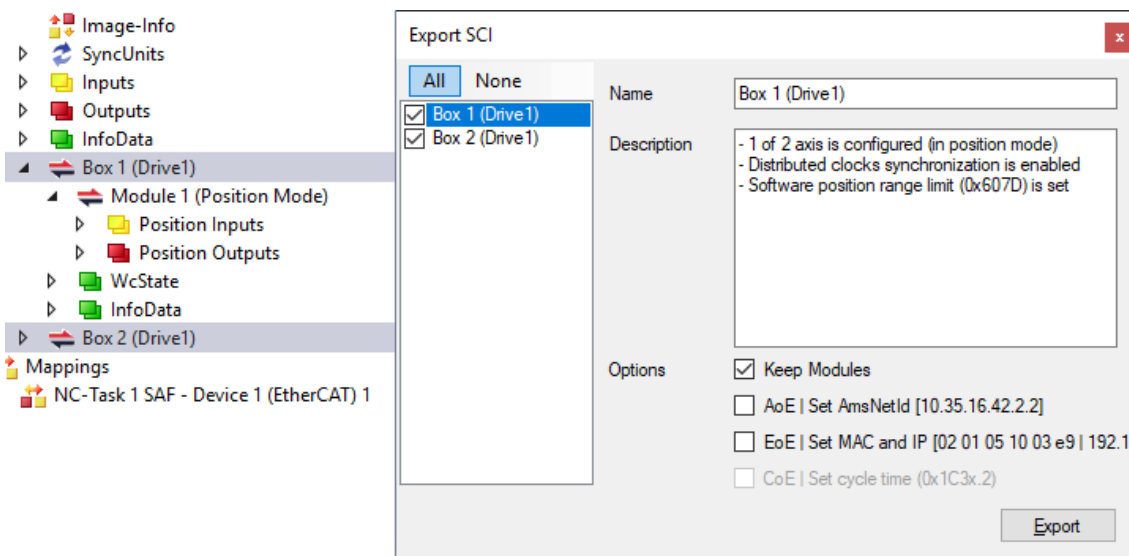 Image-Info
SyncUnits
Inputs
Outputs
InfoData
Box 1 (Drive1)
Module 1 (Position Mode)
Position Inputs
Position Outputs
WcState
InfoData
Box 2 (Drive1)
Mappings
NC-Task 1 SAF - Device 1 (EtherCAT) 1
Export SCI
x
All None
Box 1 (Drive1)
Box 2 (Drive1)
Name
Box 1 (Drive1)
Description
- 1 of 2 axis is configured (in position mode)
- Distributed clocks synchronization is enabled
- Software position range limit (0x607D) is set
Options
Keep Modules
AoE | Set AmsNetId [10.35.16.42.2.2]
EoE | Set MAC and IP [02 01 05 10 03 e9 | 192.1
CoE | Set cycle time (0x1C3x.2)
Export